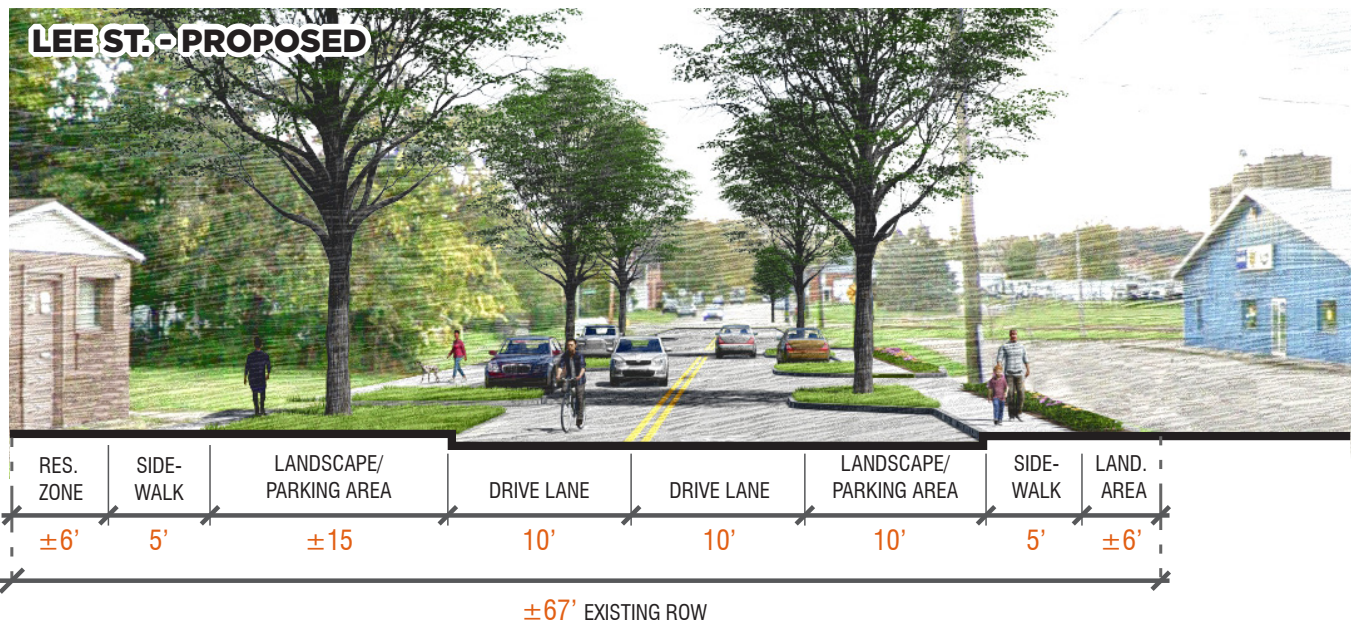 LEE ST. - PROPOSED
RES.
ZONE
SIDE-
WALK
LANDSCAPE/
PARKING AREA
DRIVE LANE
DRIVE LANE
LANDSCAPE/
PARKING AREA
SIDE-
WALK
LAND.
AREA
±6’
5’
±15
10’
10’
10’
5’
±6’
±67’ EXISTING ROW